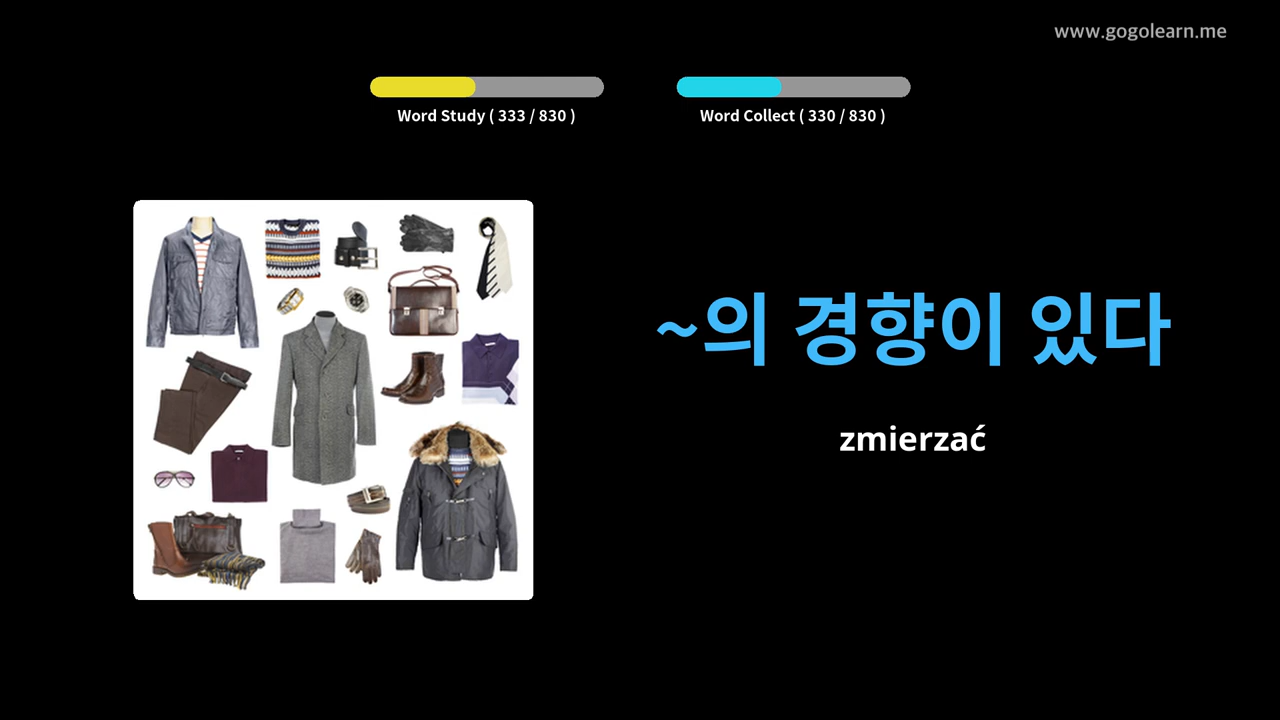 www.gogolearn.me
Word Study ( 333 / 830 )
Word Collect ( 330 / 830 )
~의 경향이 있다
zmierzać